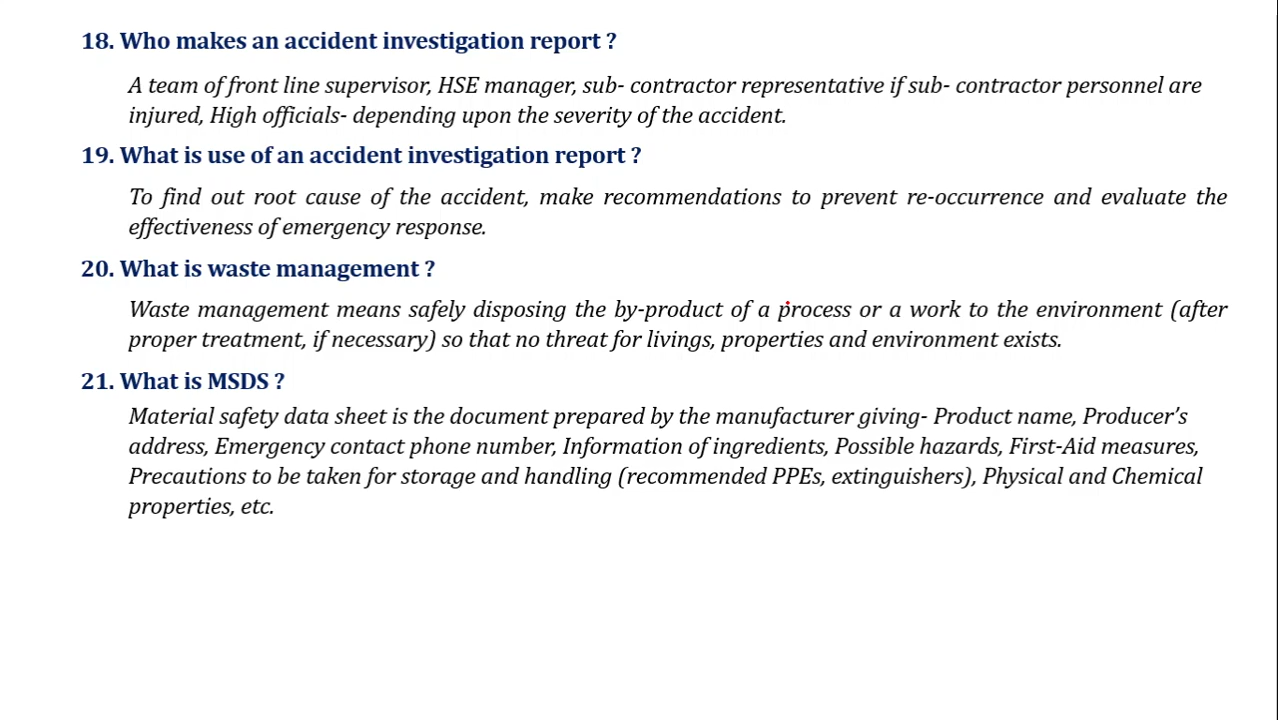 18. Who makes an accident investigation report ?
A team of front line supervisor, HSE manager, sub- contractor representative if sub- contractor personnel are
injured, High officials- depending upon the severity of the accident.
19. What is use of an accident investigation report ?
To find out root cause of the accident, make recommendations to prevent re-occurrence and evaluate the
effectiveness of emergency response.
20. What is waste management ?
Waste management means safely disposing the by-product of a process or a work to the environment (after
proper treatment, if necessary) so that no threat for livings, properties and environment exists.
21. What is MSDS ?
Material safety data sheet is the document prepared by the manufacturer giving- Product name, Producer’s
address, Emergency contact phone number, Information of ingredients, Possible hazards, First-Aid measures,
Precautions to be taken for storage and handling (recommended PPEs, extinguishers), Physical and Chemical
properties, etc.